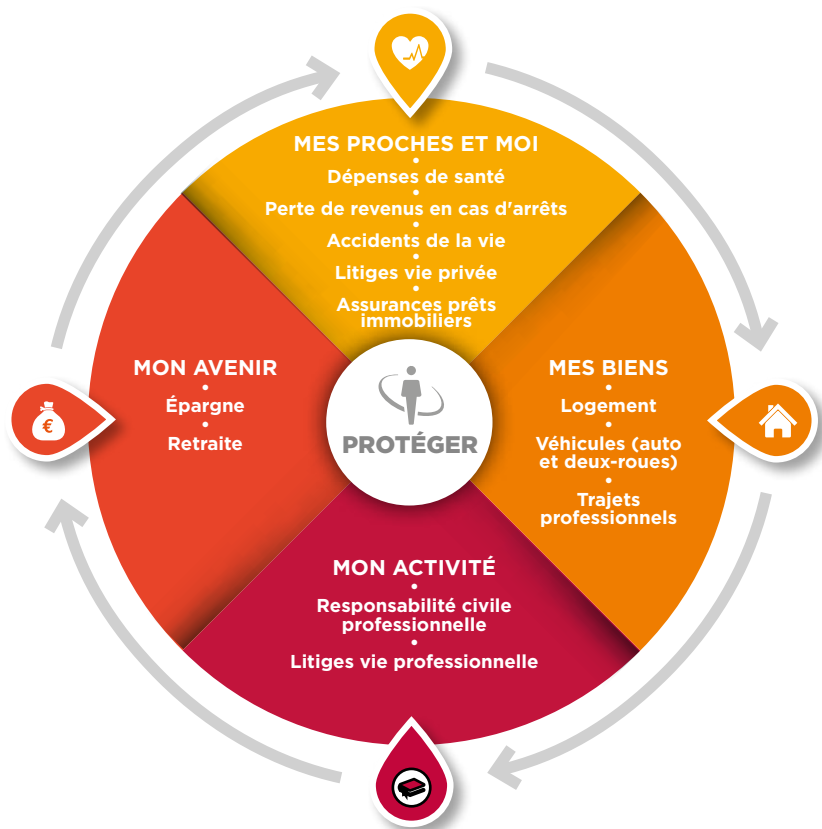 MES PROCHES ET MOI
•
Dépenses de santé
•
Perte de revenus en cas d'arrêts
•
Accidents de la vie
•
Litiges vie privée
•
Assurances prêts
immobiliers
MON AVENIR
•
Épargne
•
Retraite
€
PROTÉGER
MES BIENS
•
Logement
•
Véhicules (auto
et deux-roues)
•
Trajets
professionnels
MON ACTIVITÉ
•
Responsabilité civile
professionnelle
•
Litiges vie professionnelle